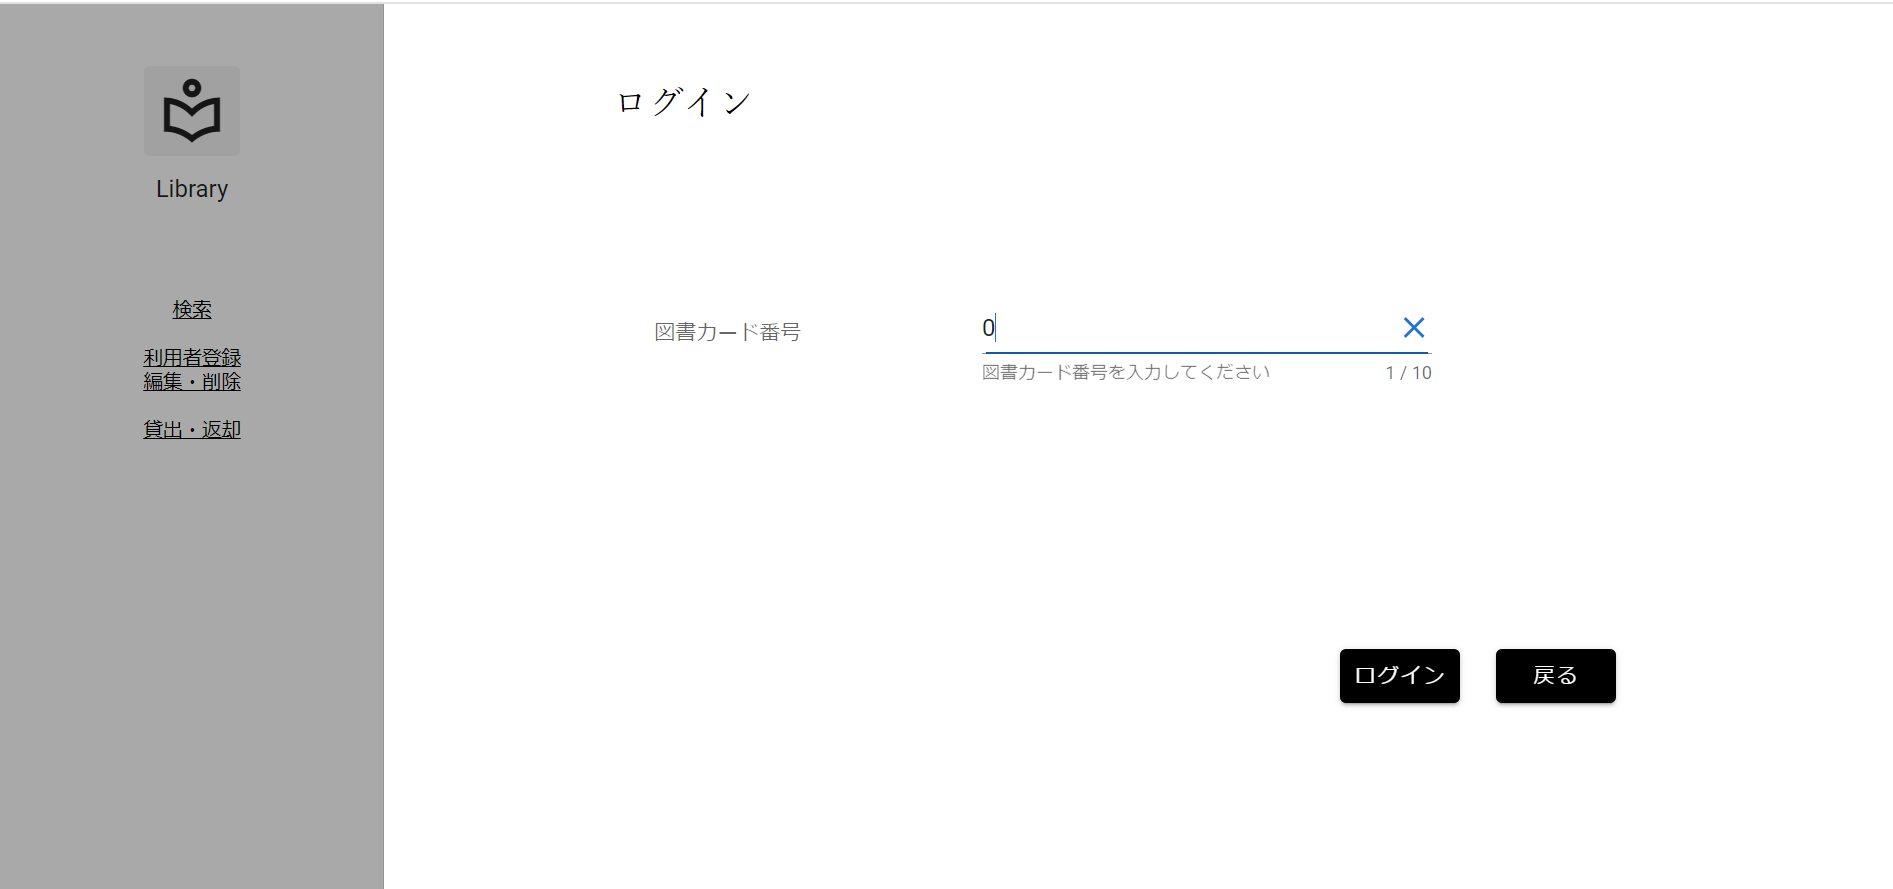 Library
検索
利用者登録
編集・削除
貸出・返却
ログイン
図書カード番号
0
図書カード番号を入力してください 1 / 10
ログイン 戻る